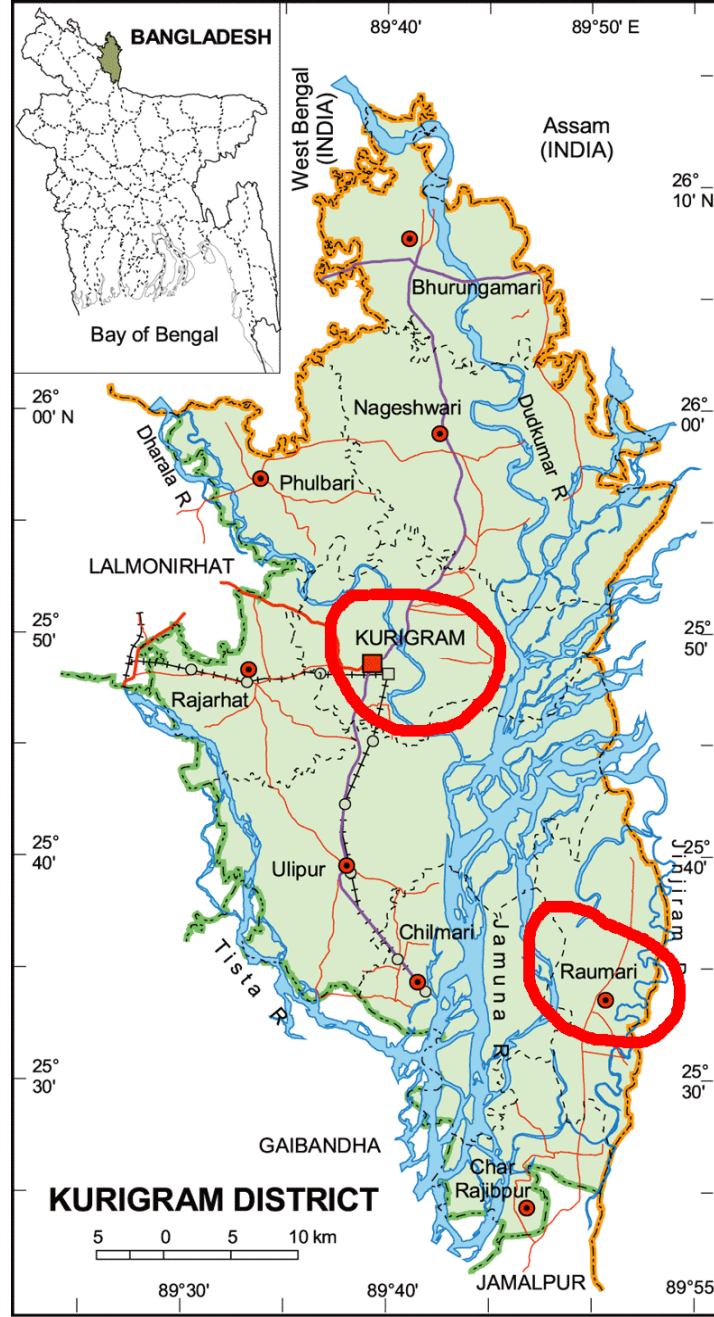 BANGLADESH
Bay of Bengal
89°40'
89°50' E
West Bengal
(INDIA)
Assam
(INDIA)
26°
10' N
Bhurungamari
26°
00' N
26°
00'
Nageshwari
Dudkumar R
Dharala R
Phulbari
LALMONIRHAT
25°
50'
25°
50'
KURIGRAM
Rajarhat
25°
40'
25°
40'
Jinjiram R
Ulipur
Chilmari
Jamuna R
Raumari
Tista R
25°
30'
25°
30'
GAIBANDHA
Char
Rajibpur
KURIGRAM DISTRICT
5 0 5 10 km
JAMALPUR
89°30'
89°40'
89°55